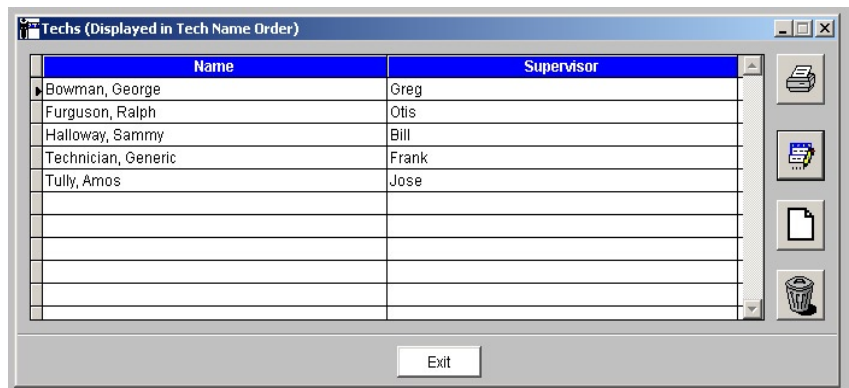 Techs (Displayed in Tech Name Order)
Name Supervisor
Bowman, George Greg
Furguson, Ralph Otis
Halloway, Sammy Bill
Technician, Generic Frank
Tully, Amos Jose
Exit